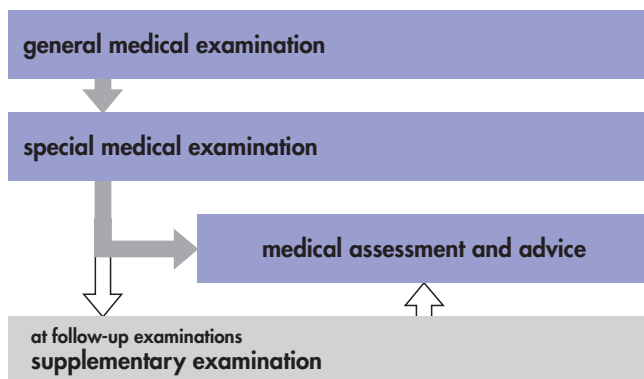 general medical examination
special medical examination
medical assessment and advice
at follow-up examinations
supplementary examination